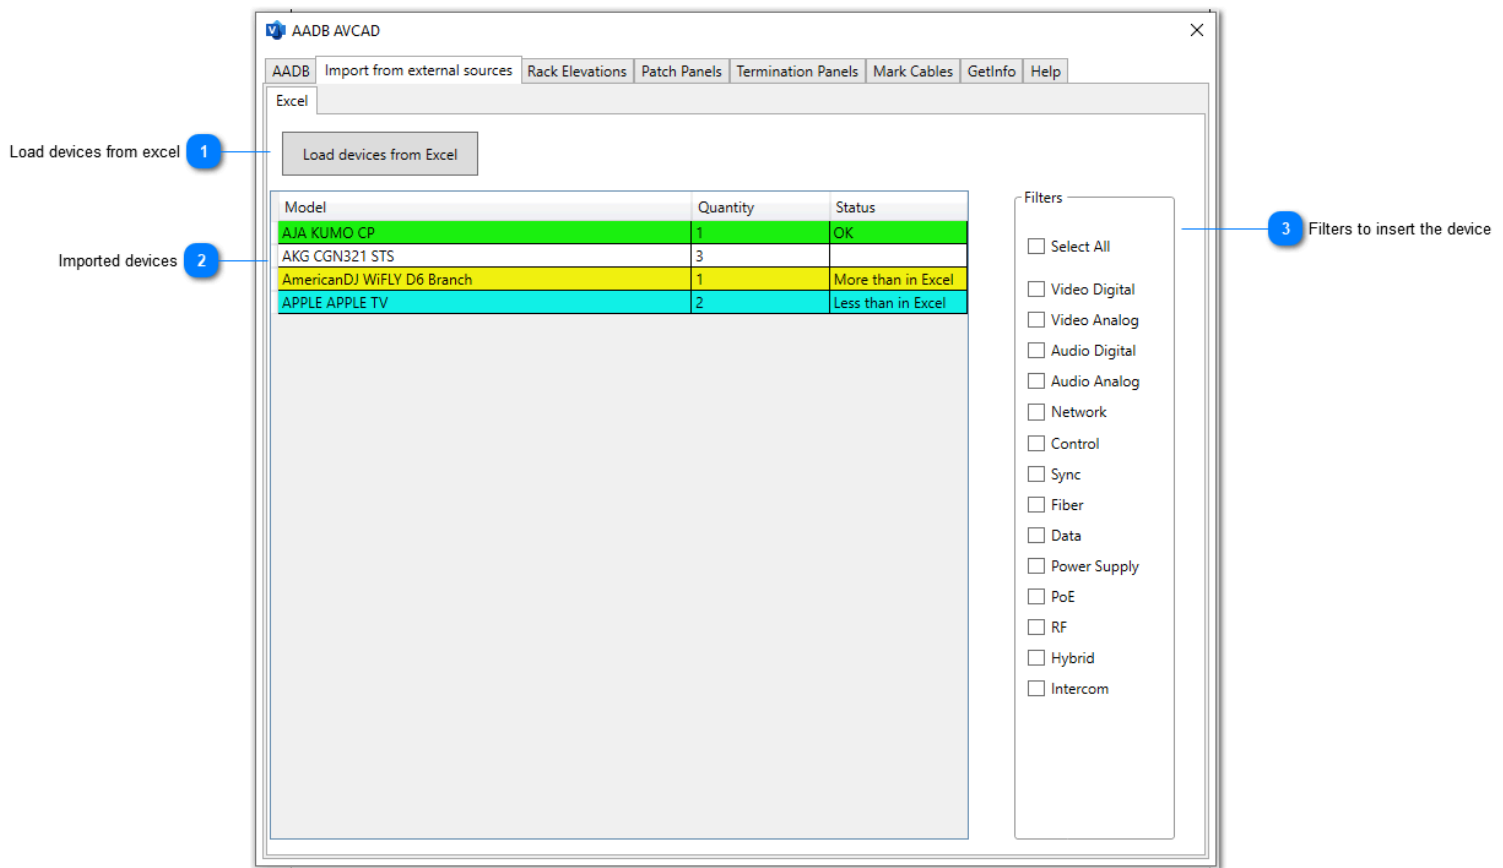 AADB AVCAD
AADB Import from external sources Rack Elevations Patch Panels Termination Panels Mark Cables GetInfo Help
Excel
Load devices from excel 1
Load devices from Excel
Model Quantity Status
AJA KUMO CP 1 OK
AKG CGN321 STS 3
AmericanDJ WiFLY D6 Branch 1 More than in Excel
APPLE APPLE TV 2 Less than in Excel
Imported devices 2
Filters
Select All
Video Digital
Video Analog
Audio Digital
Audio Analog
Network
Control
Sync
Fiber
Data
Power Supply
PoE
RF
Hybrid
Intercom
3 Filters to insert the device